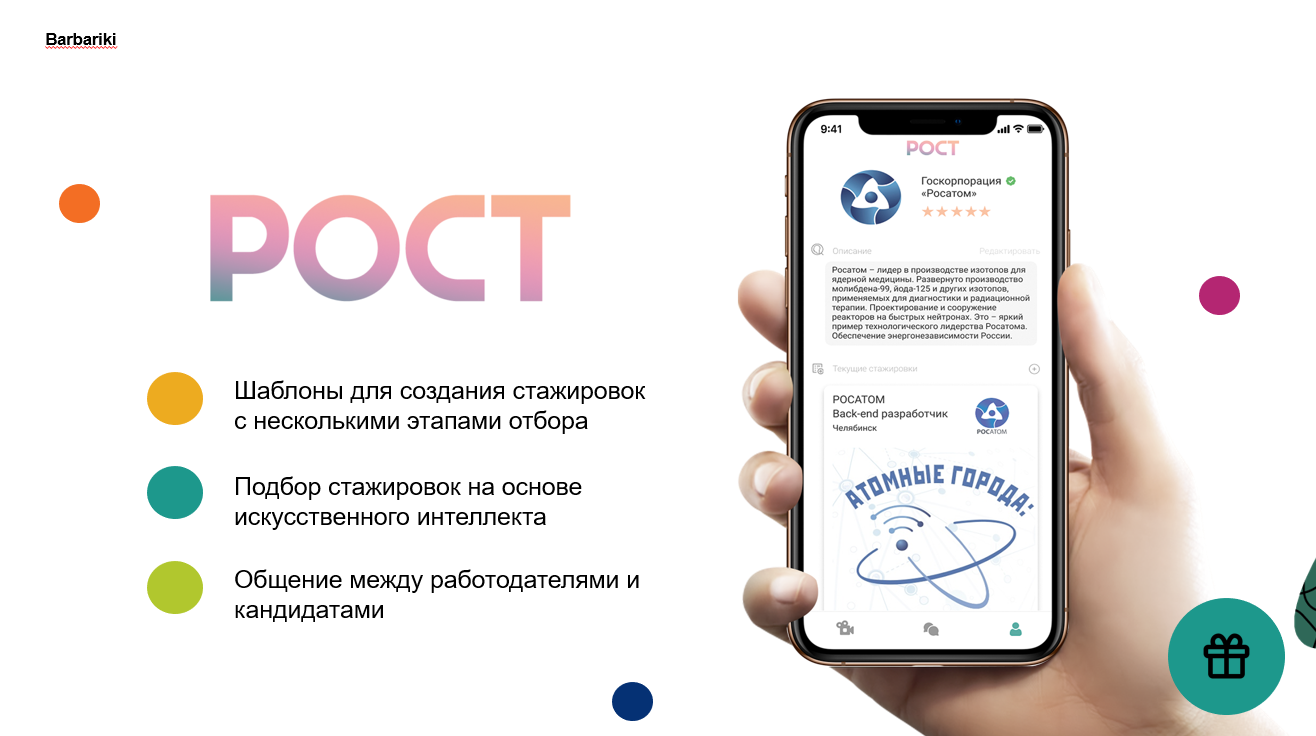 Barbariki
РОСТ
Шаблоны для создания стажировок
с несколькими этапами отбора
Подбор стажировок на основе
искусственного интеллекта
Общение между работодателями и
кандидатами
9:41
РОСТ
Госкорпорация
«Росатом»
Описание
Редактировать
Росатом – лидер в производстве изотопов для
ядерной медицины. Развернуто производство
молибдена-99, йода-125 и других изотопов,
применяемых для диагностики и радиационной
терапии. Проектирование и сооружение
реакторов на быстрых нейтронах. Это – яркий
пример технологического лидерства Росатома.
Обеспечение энергонезависимости России.
Текущие стажировки
РОСАТОМ
Back-end разработчик
Челябинск
РОСАТОМ
АТОМНЫЕ ГОРОДА: